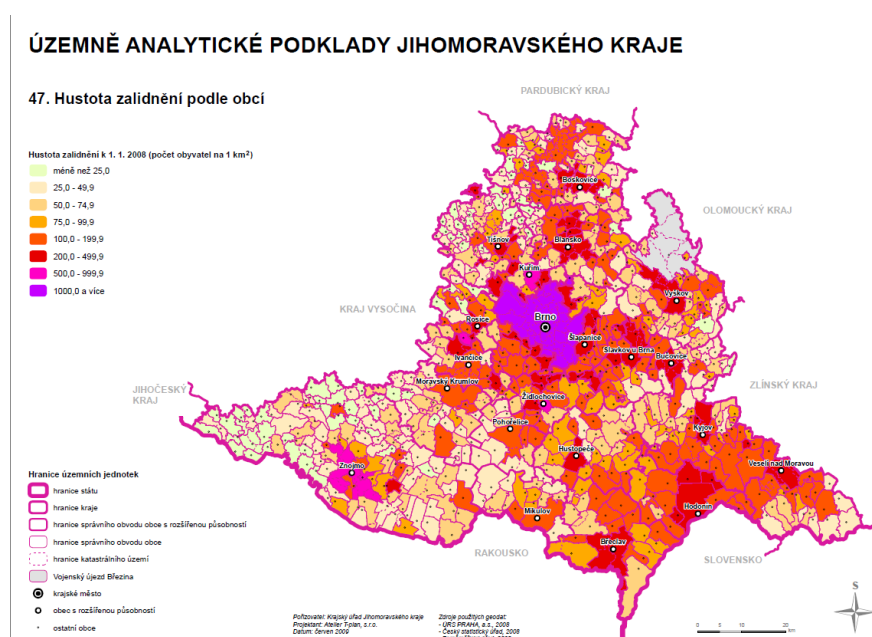 ÚZEMNĚ ANALYTICKÉ PODKLADY JIHOMORAVSKÉHO KRAJE
47. Hustota zalidnění podle obcí
Hustota zalidnění k 1. 1. 2008 (počet obyvatel na 1 km²)
méně než 25,0
25,0 - 49,9
50,0 - 74,9
75,0 - 99,9
100,0 - 199,9
200,0 - 499,9
500,0 - 999,9
1000,0 a více
PARDUBICKÝ KRAJ
OLOMOUCKÝ KRAJ
KRAJ VYSOČINA
JIHOČESKÝ
KRAJ
ZLÍNSKÝ KRAJ
RAKOUSKO
SLOVENSKO
Boskovice
Tišnov
Blansko
Kuřim
Vyškov
Brno
Rosice
Šlapanice
Slavkov u Brna
Bučovice
Ivančice
Moravský Krumlov
Židlochovice
Pohořelice
Kyjov
Hustopeče
Znojmo
Veselí nad Moravou
Mikulov
Hodonín
Břeclav
Hranice územních jednotek
hranice státu
hranice kraje
hranice správního obvodu obce s rozšířenou působností
hranice správního obvodu obce
hranice katastrálního území
Vojenský újezd Březina
krajské město
obec s rozšířenou působností
ostatní obce
Pořizovatel: Krajský úřad Jihomoravského kraje
Projektant: Atelier T-plan, s.r.o.
Datum: červen 2009
Zdroje použitých geodat:
- ÚRS PRAHA, a.s., 2008
- Český statistický úřad, 2008
S
0 5 10 20
km